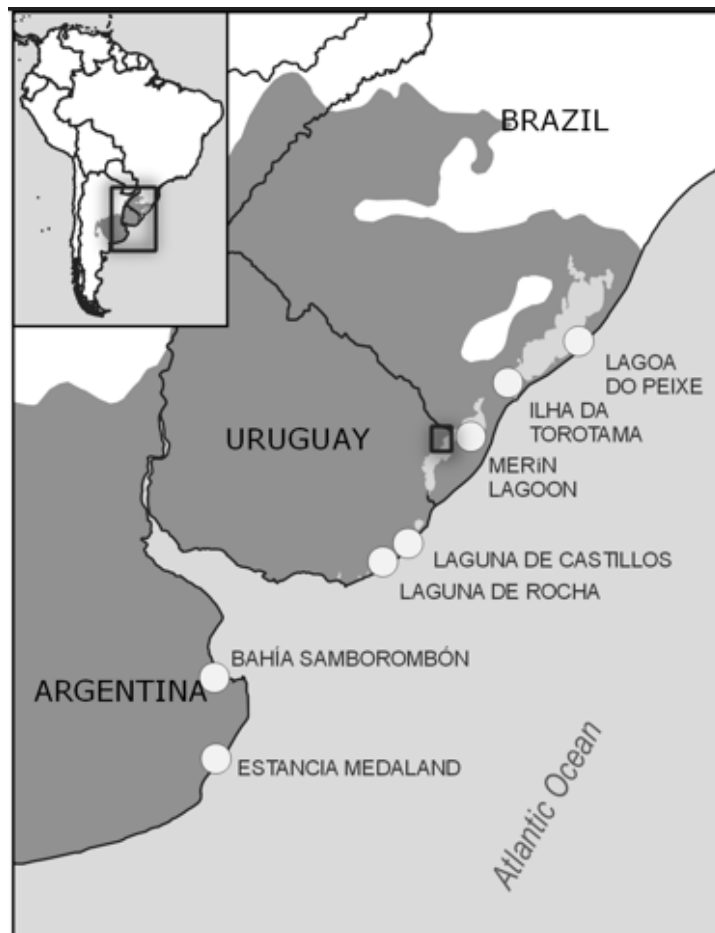 BRAZIL
LAGOA
DO PEIXE
ILHA DA
TOROTAMA
URUGUAY
MERíN
LAGOON
LAGUNA DE CASTILLOS
LAGUNA DE ROCHA
BAHÍA SAMBOROMBÓN
ARGENTINA
ESTANCIA MEDALAND
Atlantic Ocean